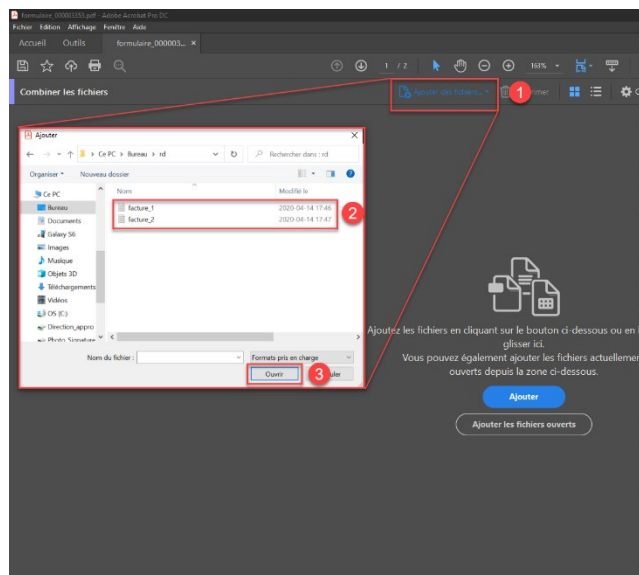 formulaire_000003353.pdf - Adobe Acrobat Pro DC
Fichier Edition Affichage Fenêtre Aide
Accueil Outils formulaire_000003... ×
1 / 2 163%
Combiner les fichiers Ajouter des fichiers... 1
Ajouter
Ce PC > Bureau > rd Rechercher dans : rd
Organiser Nouveau dossier
Ce PC Nom Modifié le
Bureau facture_1 2020-04-14 17:46
Documents facture_2 2020-04-14 17:47 2
Galaxy S6
Images
Musique
Objets 3D
Téléchargements
Vidéos
OS (C:)
Direction_appro
Photo_Signature
Nom du fichier : Formats pris en charge
Ouvrir 3 uler
Ajoutez les fichiers en cliquant sur le bouton ci-dessous ou en l
glisser ici.
Vous pouvez également ajouter les fichiers actuellemen
ouverts depuis la zone ci-dessous.
Ajouter
Ajouter les fichiers ouverts